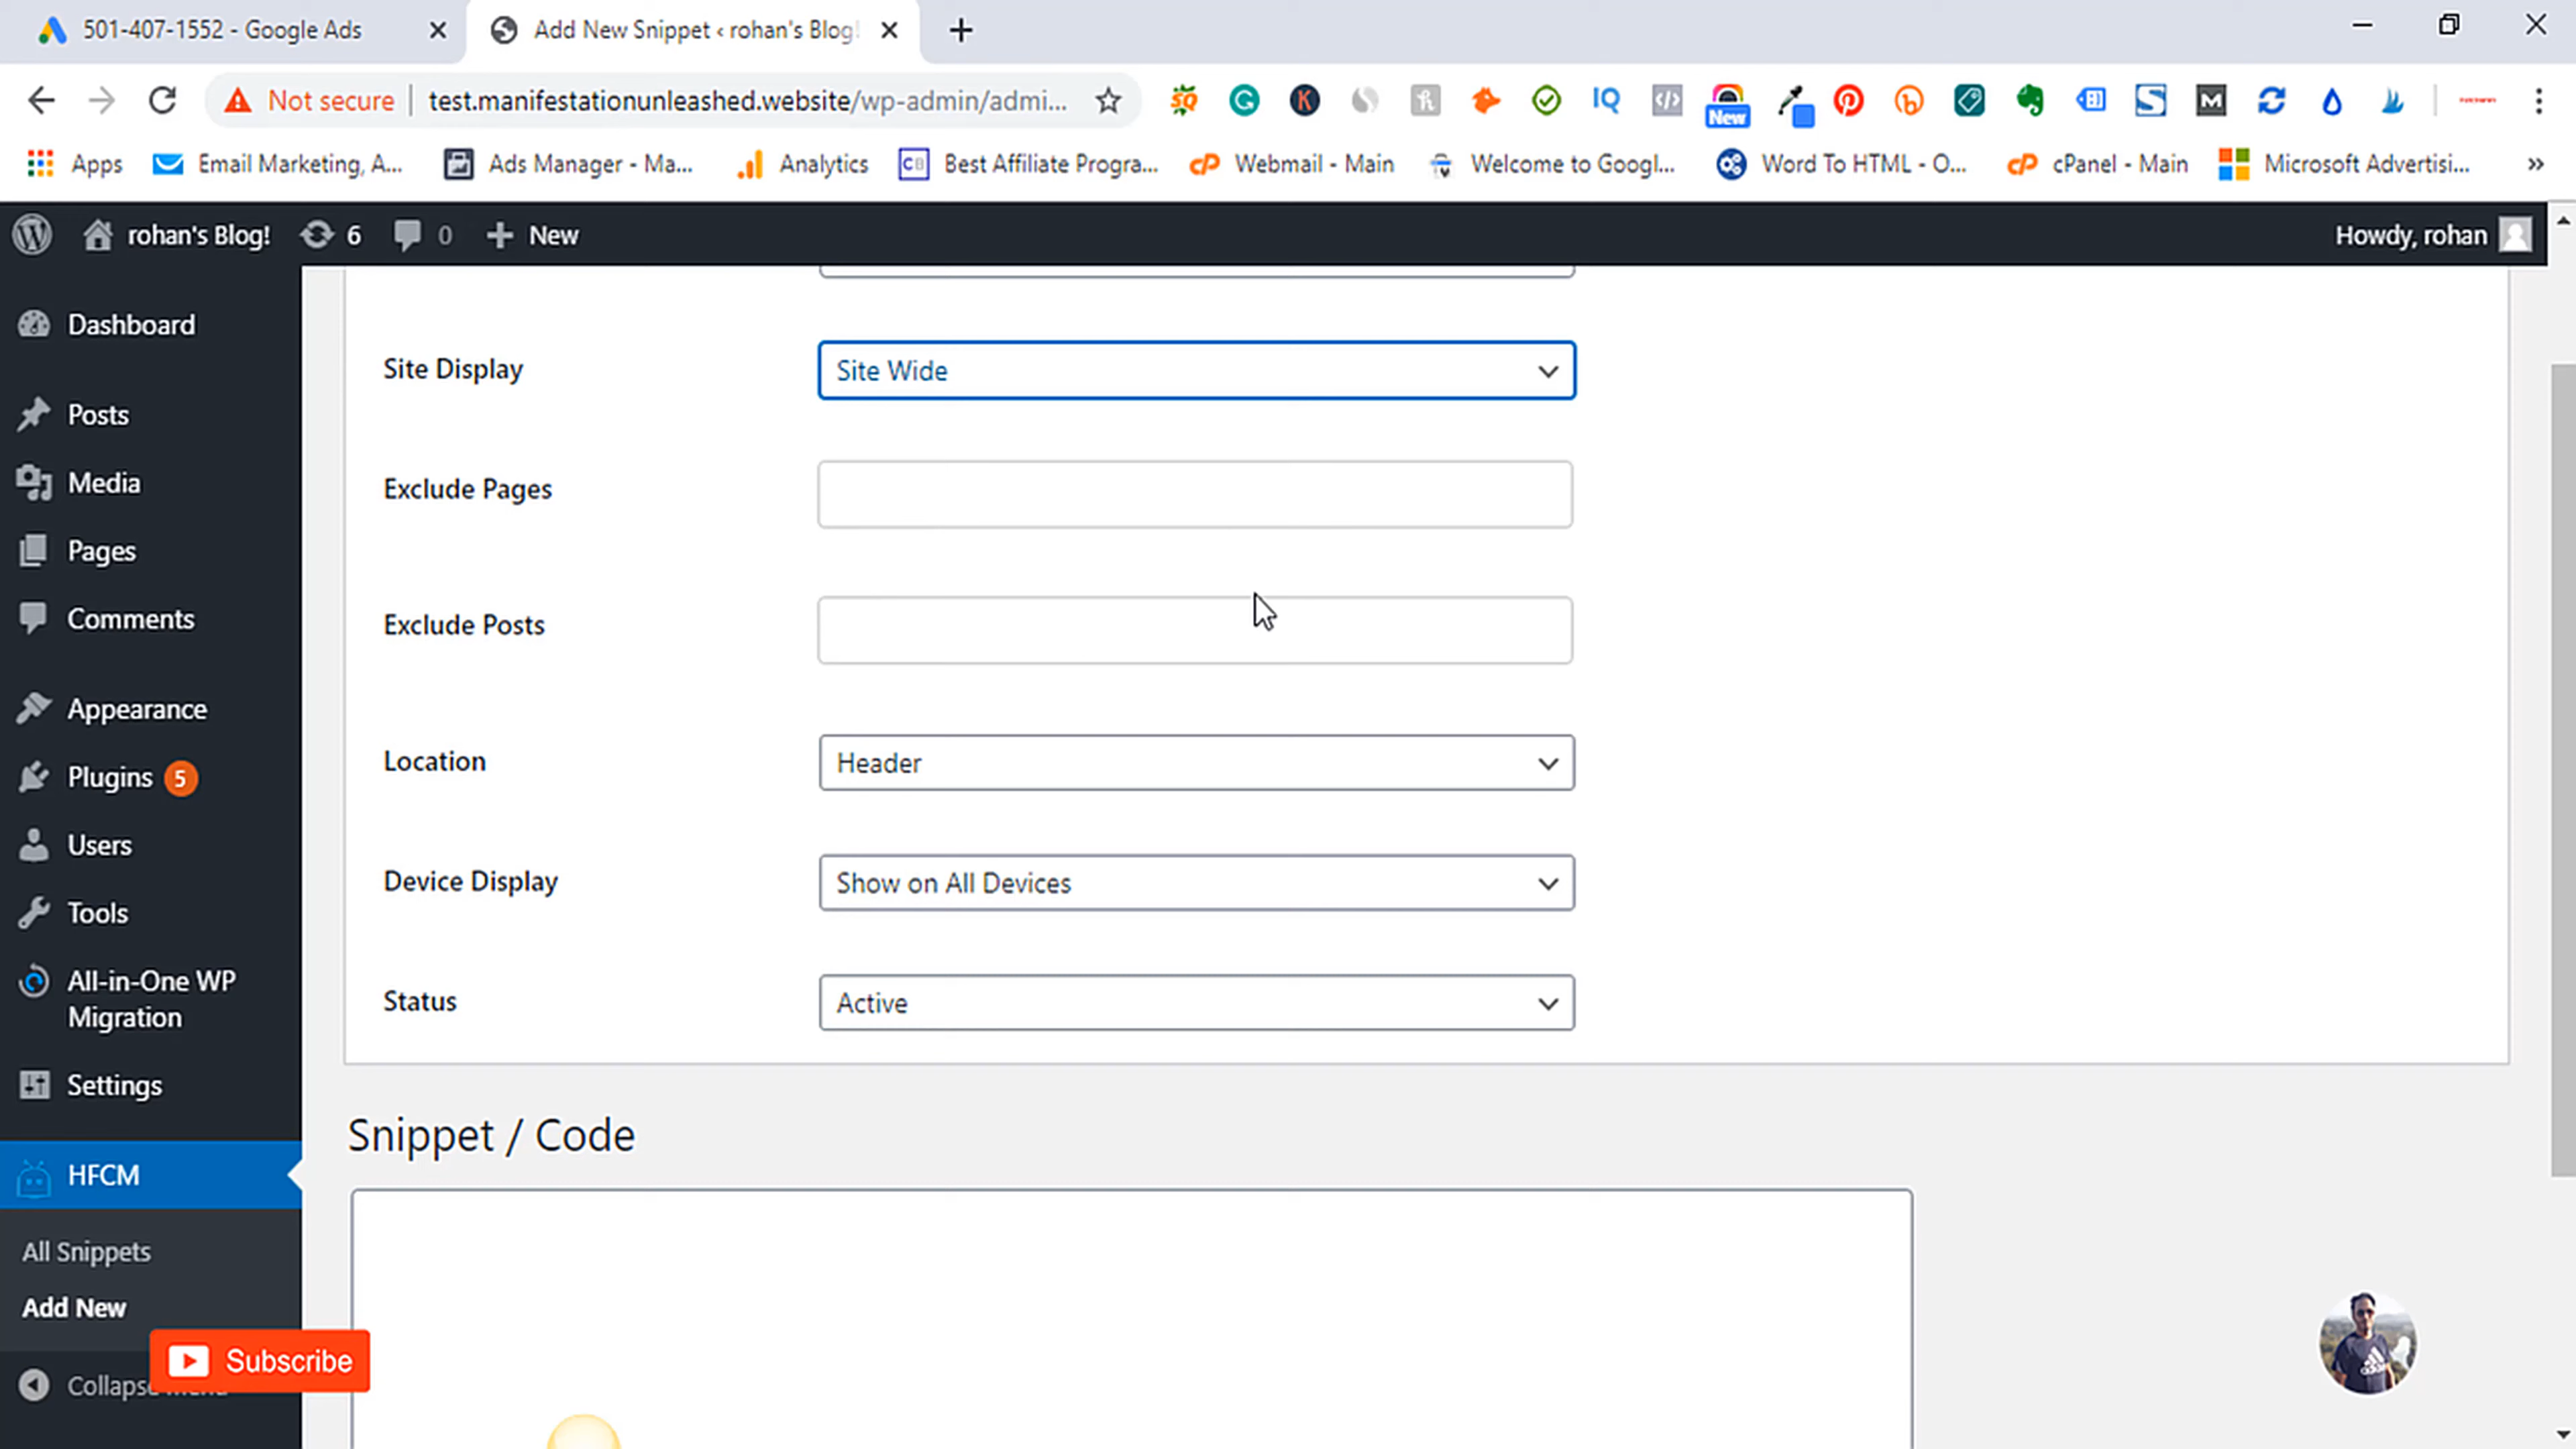 501-407-1552 - Google Ads
Add New Snippet ‹ rohan's Blog!
Not secure
test.manifestationunleashed.website/wp-admin/admi...
New
Apps
Email Marketing, A...
Ads Manager - Ma...
Analytics
Best Affiliate Progra...
Webmail - Main
Welcome to Googl...
Word To HTML - O...
cPanel - Main
Microsoft Advertisi...
»
rohan's Blog!
6
0
New
Howdy, rohan
Dashboard
Posts
Media
Pages
Comments
Appearance
Plugins 5
Users
Tools
All-in-One WP
Migration
Settings
HFCM
All Snippets
Add New
Collapse
Subscribe
Site Display
Site Wide
Exclude Pages
Exclude Posts
Location
Header
Device Display
Show on All Devices
Status
Active
Snippet / Code